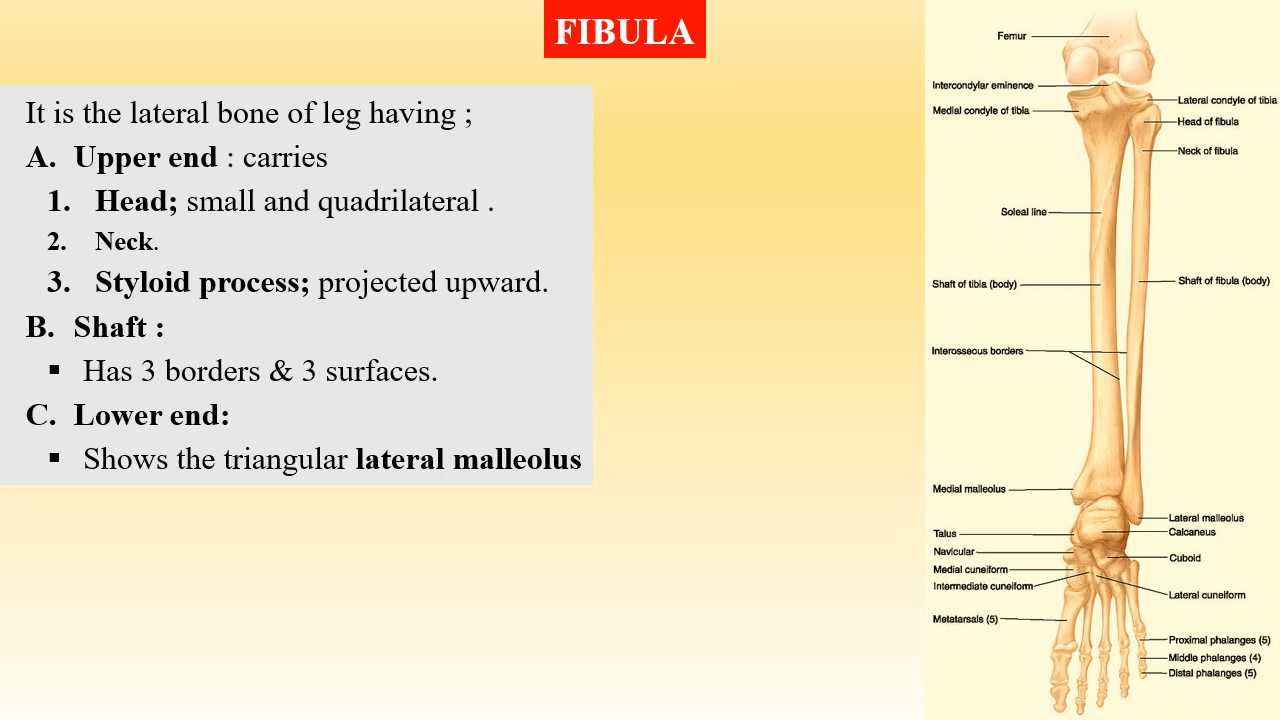 FIBULA
It is the lateral bone of leg having ;
A. Upper end : carries
1. Head; small and quadrilateral .
2. Neck.
3. Styloid process; projected upward.
B. Shaft :
▪ Has 3 borders & 3 surfaces.
C. Lower end:
▪ Shows the triangular lateral malleolus
Femur
Intercondylar eminence
Lateral condyle of tibia
Medial condyle of tibia
Head of fibula
Neck of fibula
Soleal line
Shaft of tibia (body)
Shaft of fibula (body)
Interosseous borders
Medial malleolus
Lateral malleolus
Talus
Calcaneus
Navicular
Cuboid
Medial cuneiform
Intermediate cuneiform
Lateral cuneiform
Metatarsals (5)
Proximal phalanges (5)
Middle phalanges (4)
Distal phalanges (5)